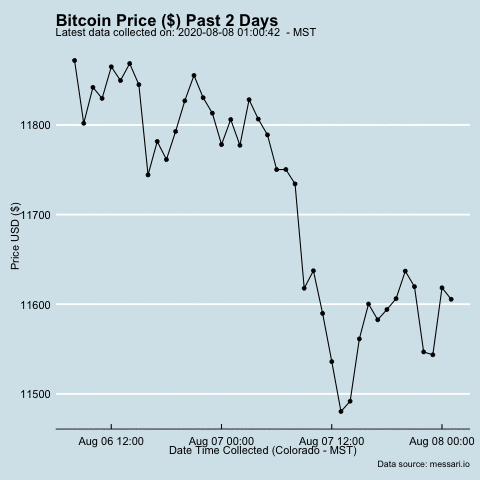 Bitcoin Price ($) Past 2 Days
Latest data collected on: 2020-08-08 01:00:42  - MST
Price USD ($)
11800
11700
11600
11500
Aug 06 12:00
Aug 07 00:00
Aug 07 12:00
Aug 08 00:00
Date Time Collected (Colorado - MST)
Data source: messari.io